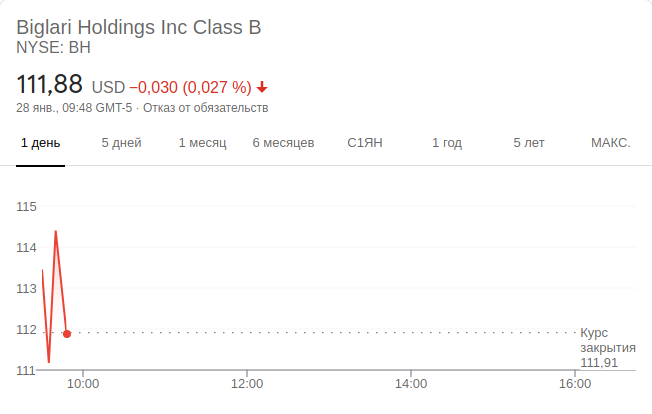 Biglari Holdings Inc Class B
NYSE: BH
111,88 USD −0,030 (0,027 %)
28 янв., 09:48 GMT-5 · Отказ от обязательств
1 день 5 дней 1 месяц 6 месяцев С1ЯН 1 год 5 лет МАКС.
115
114
113
112
111
Курс
закрытия
111,91
10:00 12:00 14:00 16:00